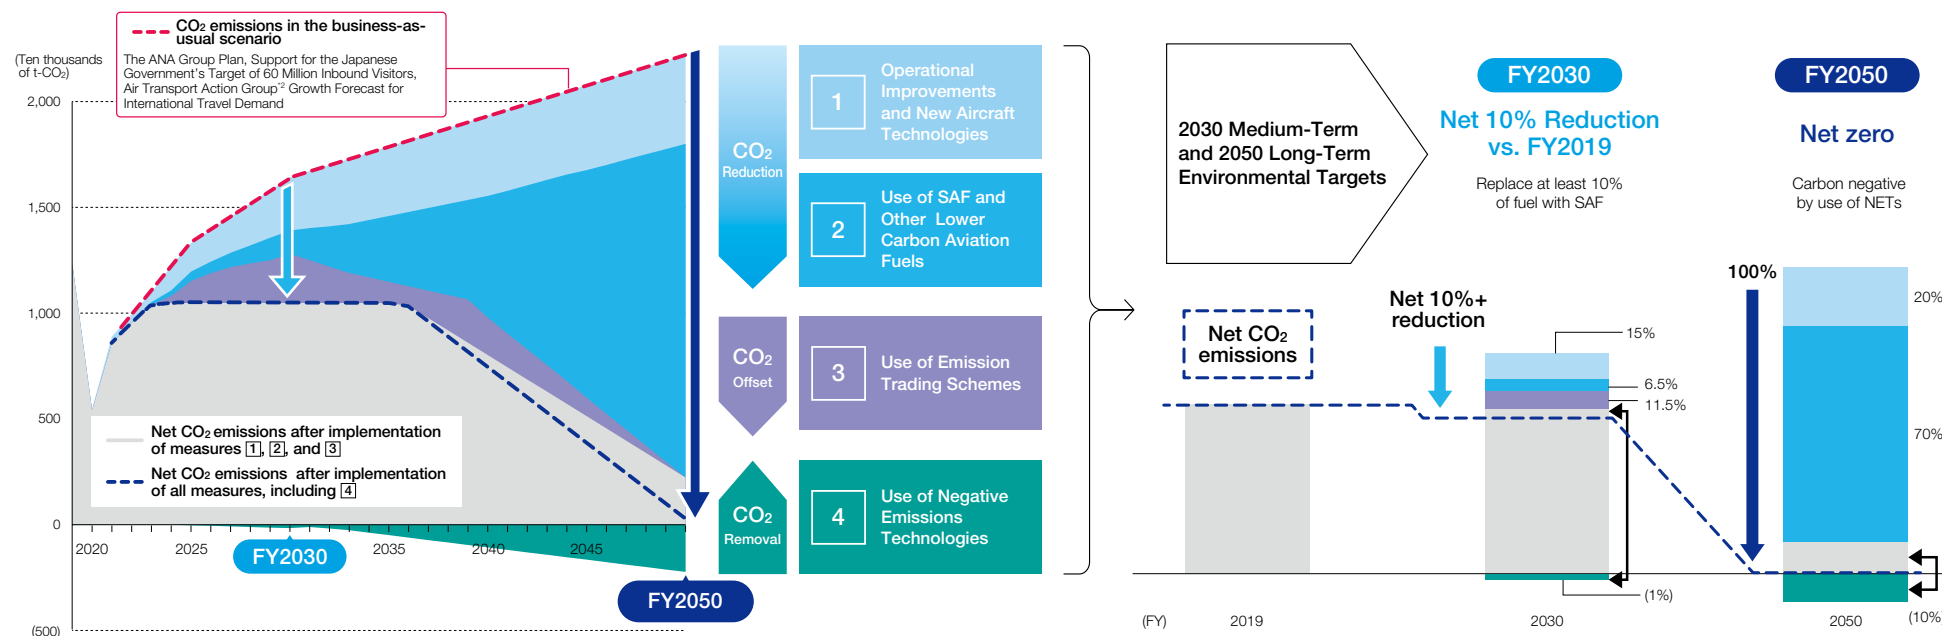 CO2 emissions in the business-as-
usual scenario
The ANA Group Plan, Support for the Japanese
Government's Target of 60 Million Inbound Visitors,
Air Transport Action Group*2 Growth Forecast for
International Travel Demand
(Ten thousands
of t-CO2)
2,000
1,500
1,000
500
0
(500)
Net CO2 emissions after implementation
of measures 1, 2, and 3
Net CO2 emissions after implementation
of all measures, including 4
2020
2025
FY2030
2035
2040
2045
FY2050
CO2
Reduction
1
Operational
Improvements
and New Aircraft
Technologies
2
Use of SAF and
Other Lower
Carbon Aviation
Fuels
CO2
Offset
3
Use of Emission
Trading Schemes
CO2
Removal
4
Use of Negative
Emissions
Technologies
2030 Medium-Term
and 2050 Long-Term
Environmental Targets
FY2030
Net 10% Reduction
vs. FY2019
Replace at least 10%
of fuel with SAF
FY2050
Net zero
Carbon negative
by use of NETs
Net CO2
emissions
Net 10%+
reduction
15%
6.5%
11.5%
(1%)
100%
20%
70%
(10%
(FY)
2019
2030
2050